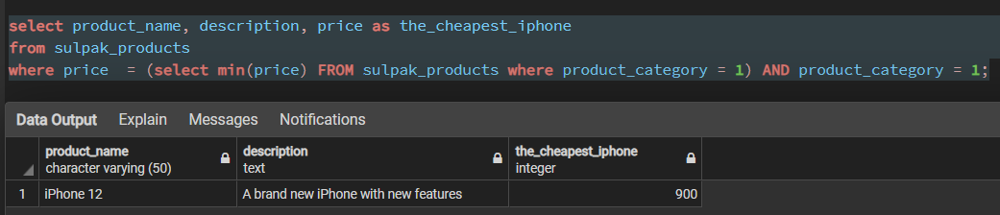 select product_name, description, price as the_cheapest_iphone
from sulpak_products
where price  = (select min(price) FROM sulpak_products where product_category = 1) AND product_category = 1;
Data Output Explain Messages Notifications
product_name description the_cheapest_iphone
character varying (50) text integer
1 iPhone 12 A brand new iPhone with new features 900